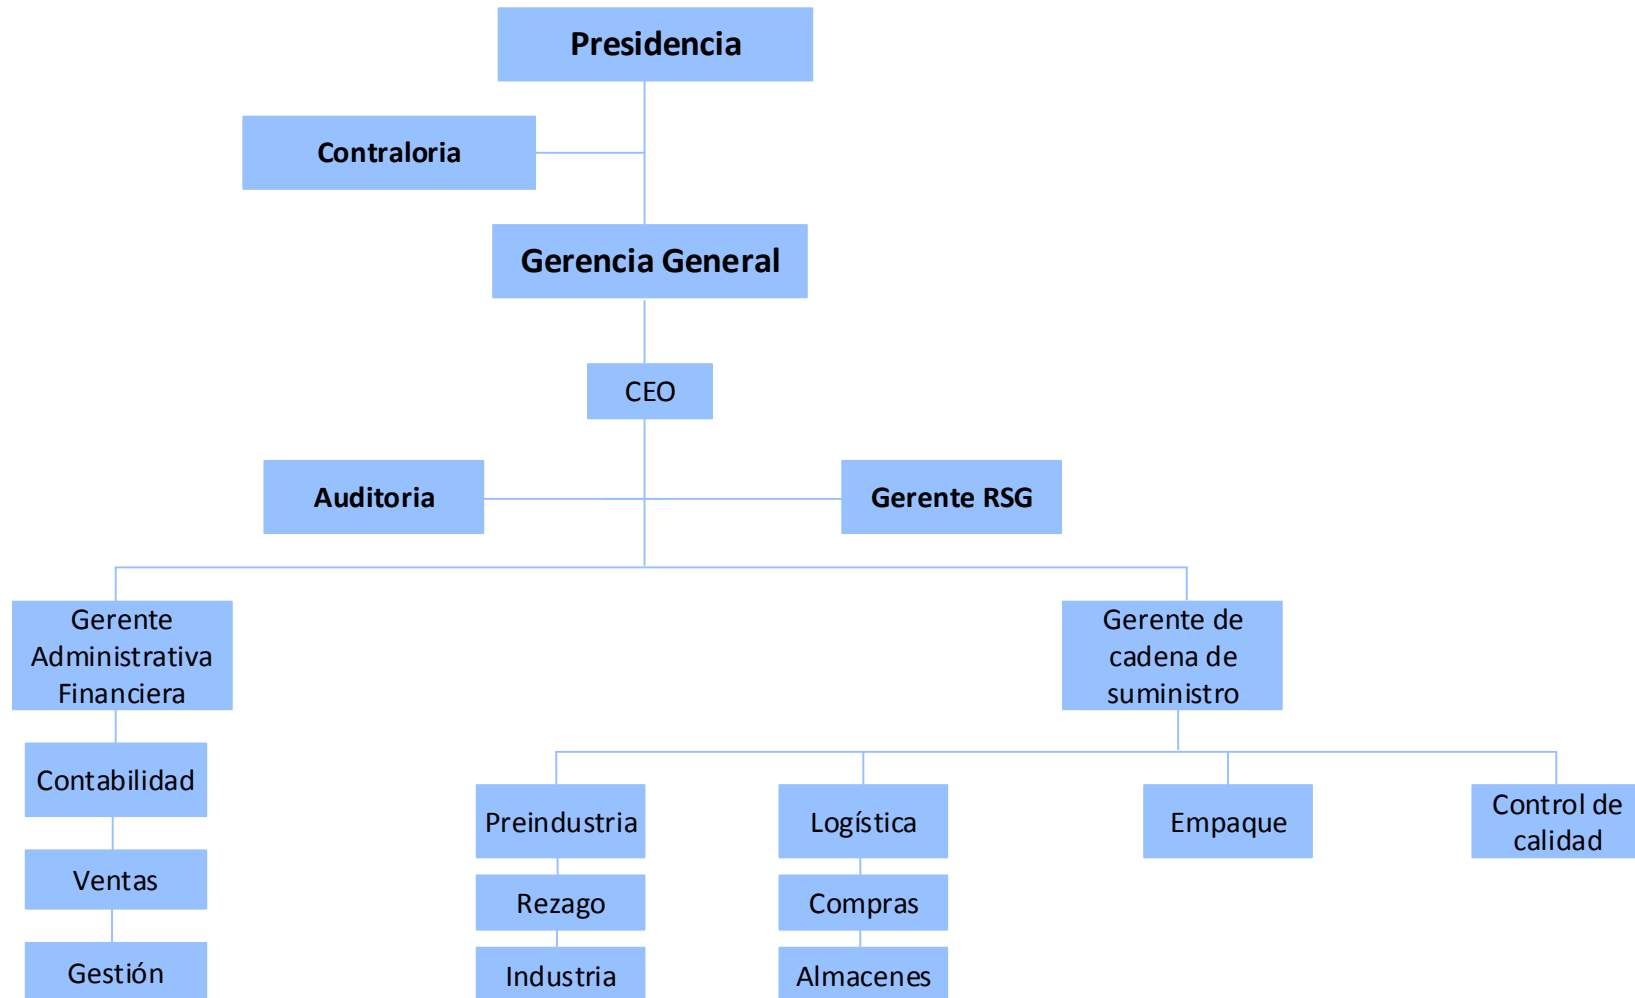 Presidencia
Contraloria
Gerencia General
CEO
Auditoria
Gerente RSG
Gerente
Administrativa
Financiera
Gerente de
cadena de
suministro
Contabilidad
Ventas
Gestión
Preindustria
Rezago
Industria
Logística
Compras
Almacenes
Empaque
Control de
calidad